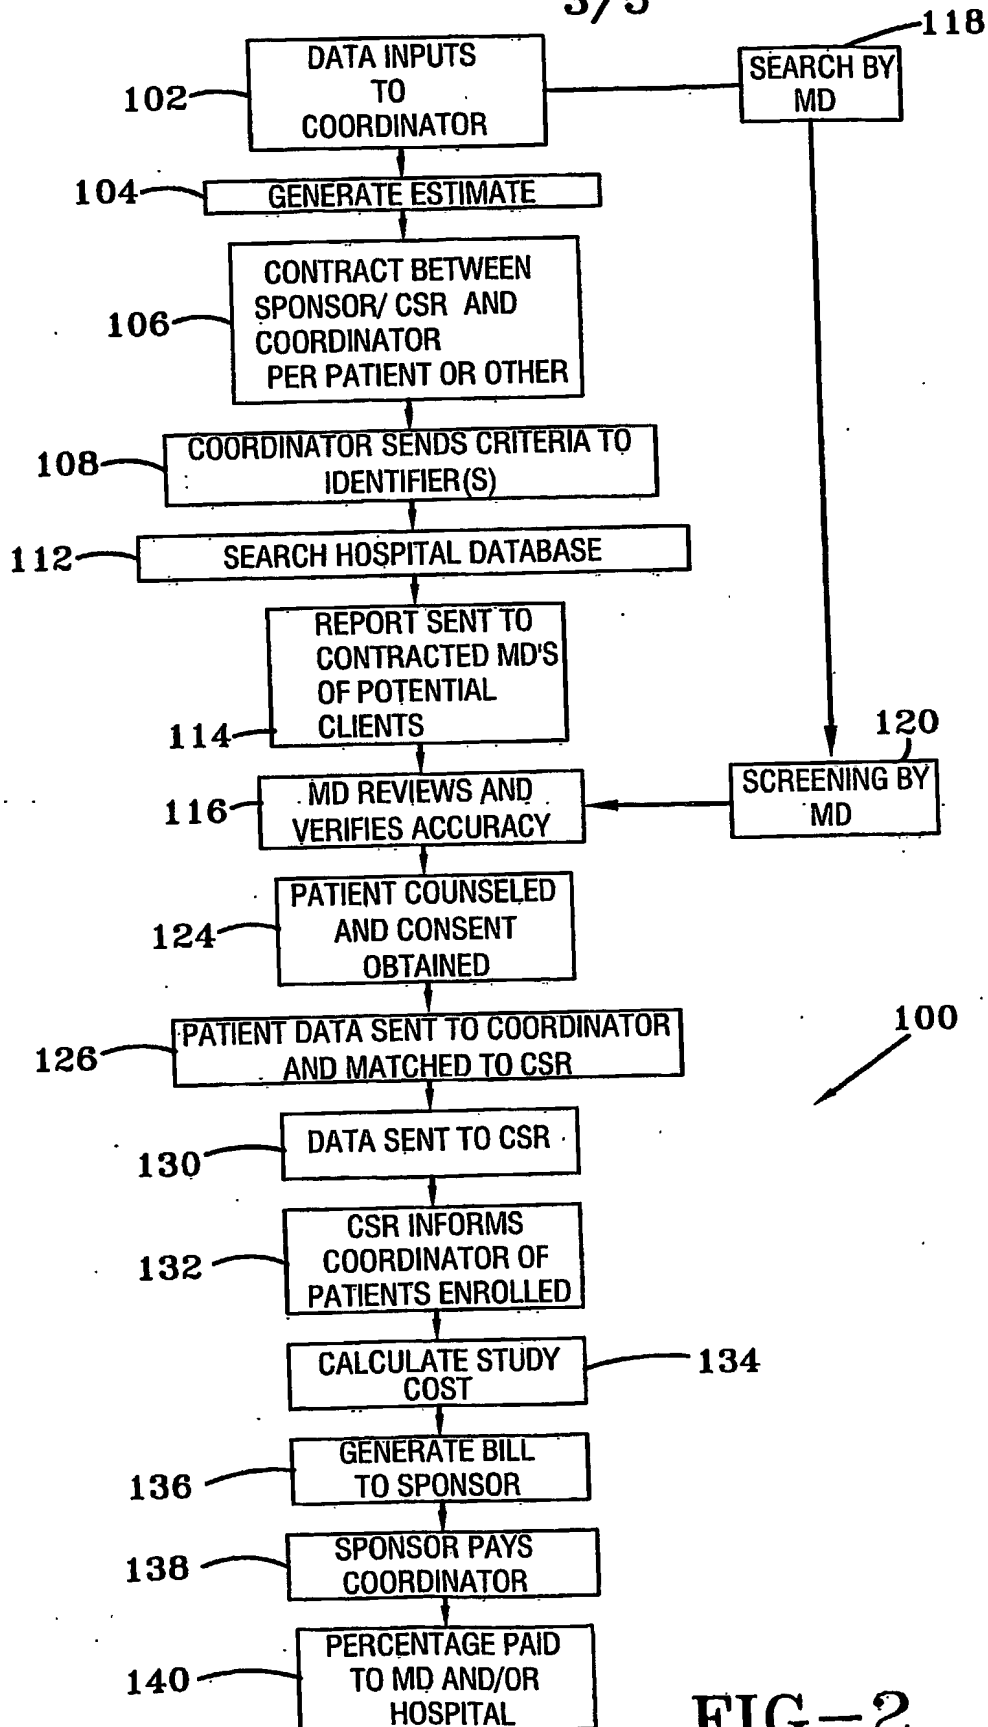 3/5
118
DATA INPUTS
TO
COORDINATOR
SEARCH BY
MD
102
104
GENERATE ESTIMATE
CONTRACT BETWEEN
SPONSOR/ CSR AND
COORDINATOR
PER PATIENT OR OTHER
106
108
COORDINATOR SENDS CRITERIA TO
IDENTIFIER(S)
112
SEARCH HOSPITAL DATABASE
REPORT SENT TO
CONTRACTED MD'S
OF POTENTIAL
CLIENTS
114
120
SCREENING BY
MD
116
MD REVIEWS AND
VERIFIES ACCURACY
124
PATIENT COUNSELED
AND CONSENT
OBTAINED
100
126
PATIENT DATA SENT TO COORDINATOR
AND MATCHED TO CSR
130
DATA SENT TO CSR
132
CSR INFORMS
COORDINATOR OF
PATIENTS ENROLLED
CALCULATE STUDY
COST
134
136
GENERATE BILL
TO SPONSOR
138
SPONSOR PAYS
COORDINATOR
140
PERCENTAGE PAID
TO MD AND/OR
HOSPITAL
FIG-2